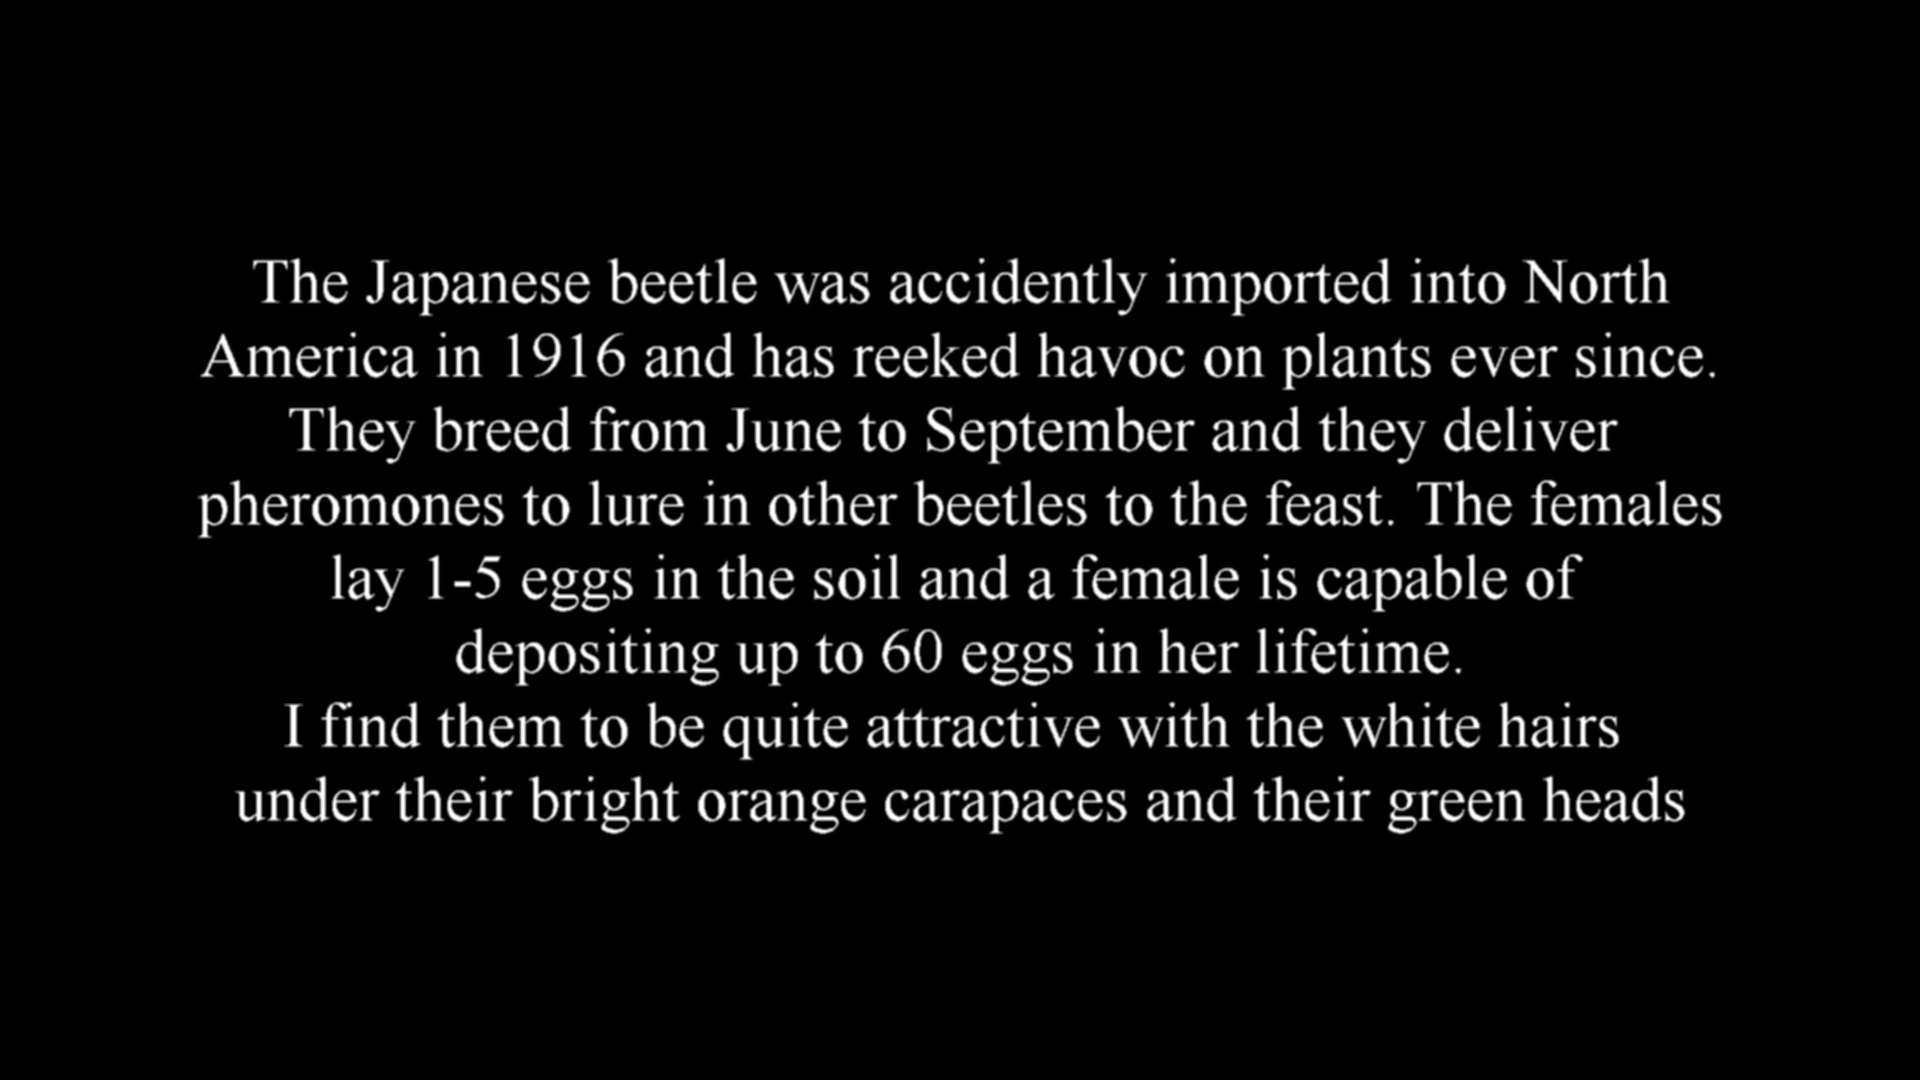 The Japanese beetle was accidently imported into North
America in 1916 and has reeked havoc on plants ever since.
They breed from June to September and they deliver
pheromones to lure in other beetles to the feast. The females
lay 1-5 eggs in the soil and a female is capable of
depositing up to 60 eggs in her lifetime.
I find them to be quite attractive with the white hairs
under their bright orange carapaces and their green heads